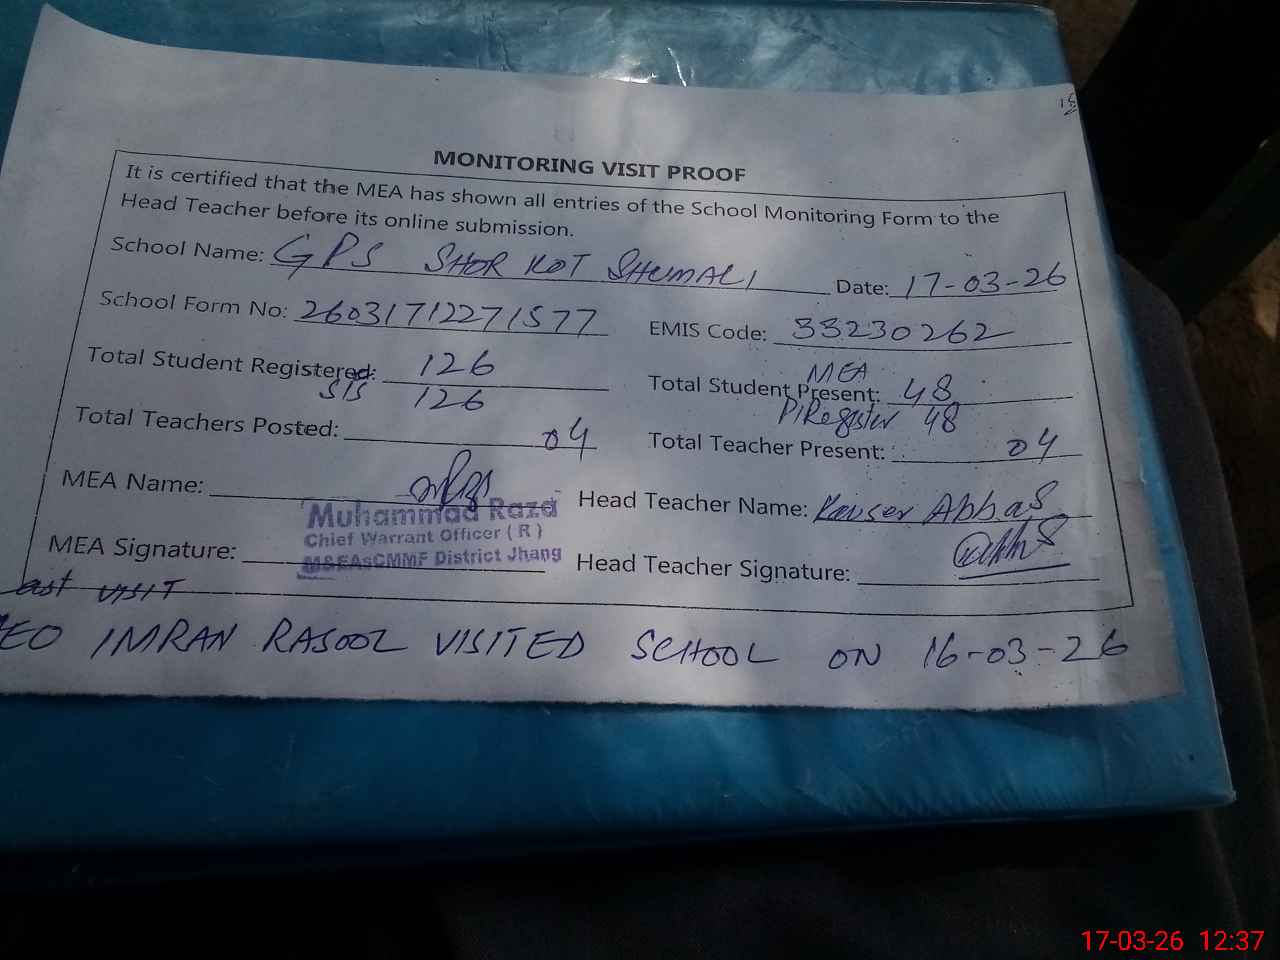 MONITORING VISIT PROOF
It is certified that the MEA has shown all entries of the School Monitoring Form to the
Head Teacher before its online submission.
School Name: GPS SHOR KOT SHUMALI Date: 17-03-26
School Form No: 26031712271577 EMIS Code: 33230262
Total Student Registered: 126 Total Student Present: MEA 48
SIS 126 P/Register 48
Total Teachers Posted: 04 Total Teacher Present: 04
MEA Name: Head Teacher Name: Kauser Abbas
Muhammad Raza
Chief Warrant Officer (R)
M&EAsCMMF District Jhang
MEA Signature: Head Teacher Signature:
ast VISIT
EO IMRAN RASOOL VISITED SCHOOL ON 16-03-26
17-03-26 12:37